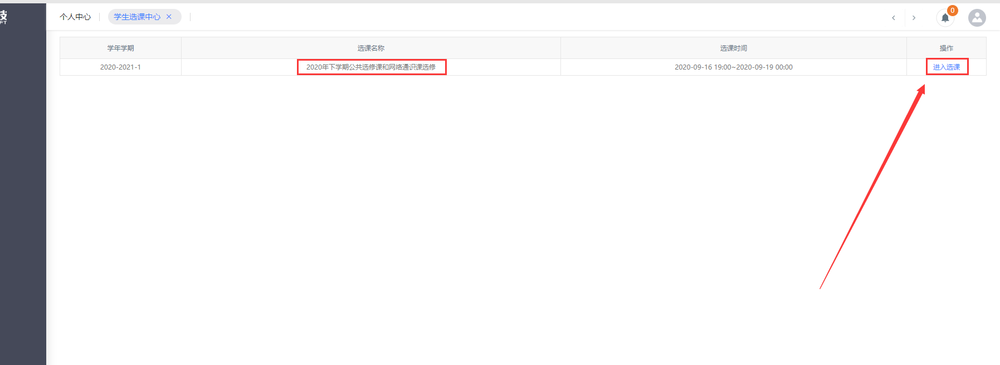 技
个人中心
学生选课中心
0
学年学期
选课名称
选课时间
操作
2020-2021-1
2020年下学期公共选修课和网络通识课选修
2020-09-16 19:00~2020-09-19 00:00
进入选课